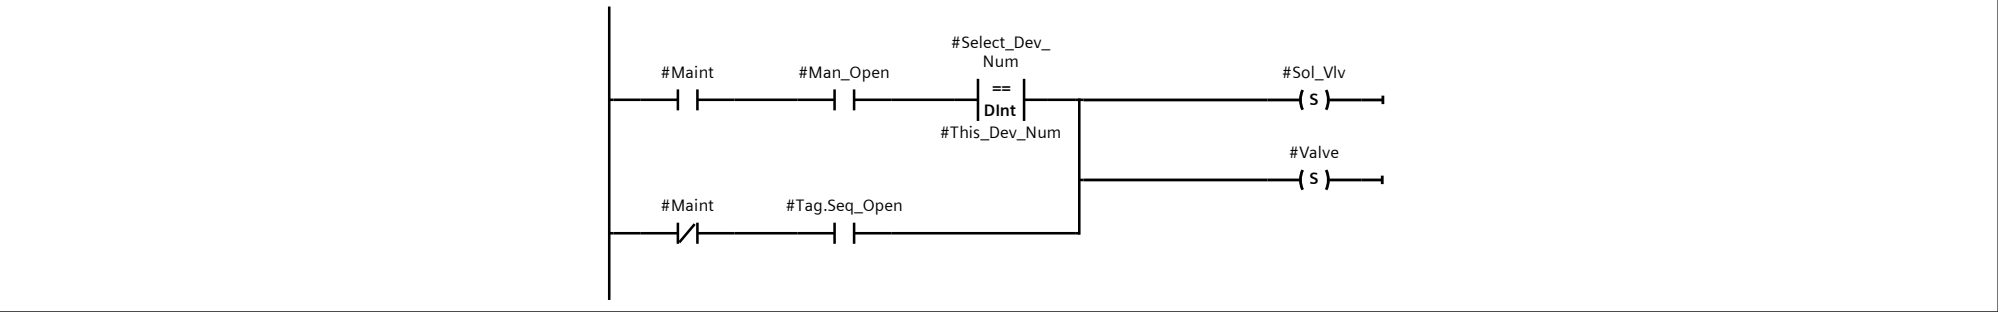 #Select_Dev_
Num
#Maint
#Man_Open
==
DInt
#This_Dev_Num
#Sol_Vlv
S
#Valve
S
#Maint
#Tag.Seq_Open